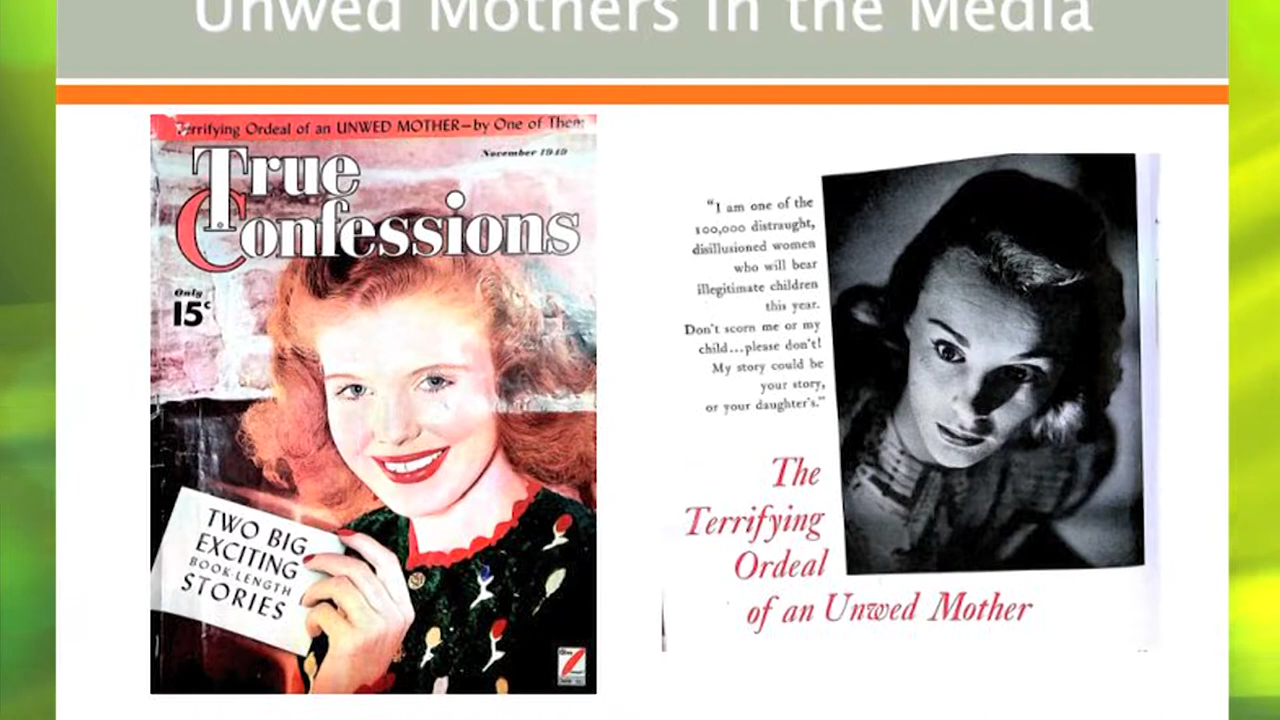 Unwed Mothers in the Media
Terrifying Ordeal of an UNWED MOTHER—by One of Them
November 1949
True
Confessions
Only
15¢
TWO BIG
EXCITING
BOOK-LENGTH
STORIES
"I am one of the
100,000 distraught,
disillusioned women
who will bear
illegitimate children
this year.
Don't scorn me or my
child...please don't!
My story could be
your story,
or your daughter's."
The
Terrifying
Ordeal
of an Unwed Mother